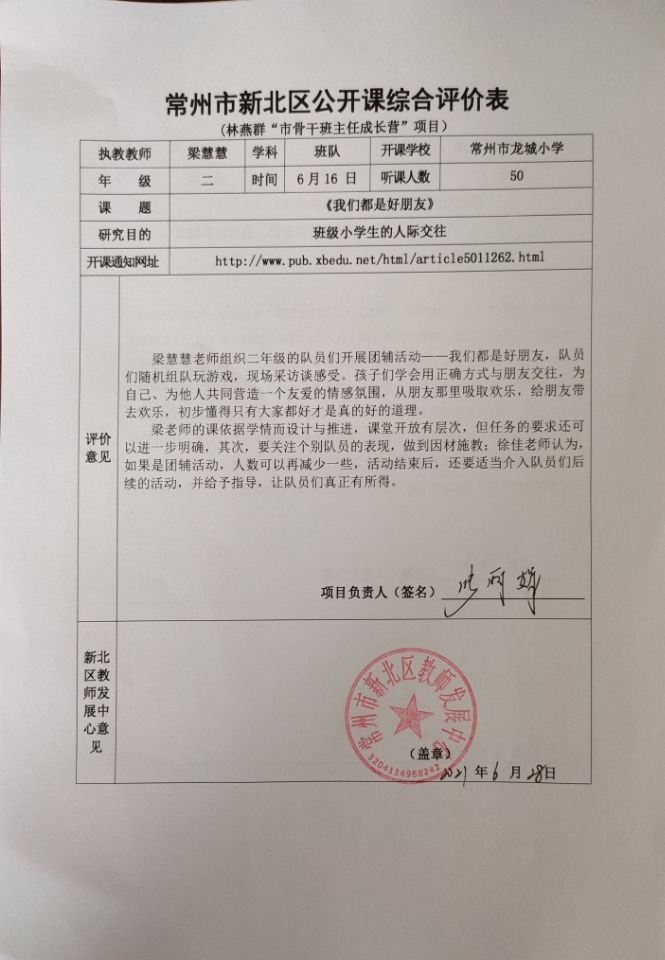 常州市新北区公开课综合评价表
(林燕群“市骨干班主任成长营”项目)
执教教师 梁慧慧 学科 班队 开课学校 常州市龙城小学
年 级 二 时间 6月16 日 听课人数 50
课 题 《我们都是好朋友》
研究目的 班级小学生的人际交往
开课通知网址 http://www.pub.xbedu.net/html/article5011262.html
评价
意见
梁慧慧老师组织二年级的队员们开展团辅活动——我们都是好朋友，队员
们随机组队玩游戏，现场采访谈感受。孩子们学会用正确方式与朋友交往，为
自己、为他人共同营造一个友爱的情感氛围，从朋友那里吸取欢乐，给朋友带
去欢乐，初步懂得只有大家都好才是真的好的道理。
梁老师的课依据学情而设计与推进，课堂开放有层次，但任务的要求还可
以进一步明确，其次，要关注个别队员的表现，做到因材施教；徐佳老师认为，
如果是团辅活动，人数可以再减少一些，活动结束后，还要适当介入队员们后
续的活动，并给予指导，让队员们真正有所得。
项目负责人（签名）
新北
区教
师发
展中
心意
见
常州市新北区教师发展中心
3204114968242
（盖章）
2021 年 6 月 28日